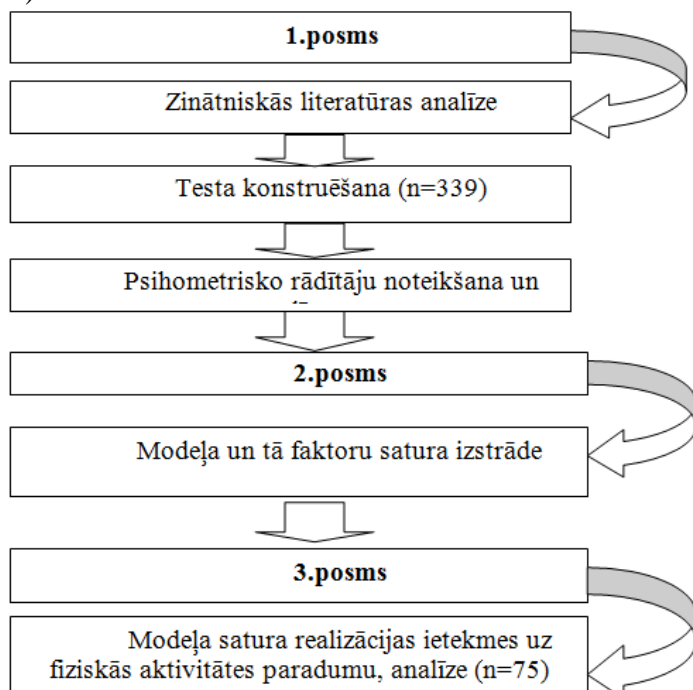 1.posms
Zinātniskās literatūras analīze
Testa konstruēšana (n=339)
Psihometrisko rādītāju noteikšana un
2.posms
Modeļa un tā faktoru satura izstrāde
3.posms
Modeļa satura realizācijas ietekmes uz
fiziskās aktivitātes paradumu, analīze (n=75)